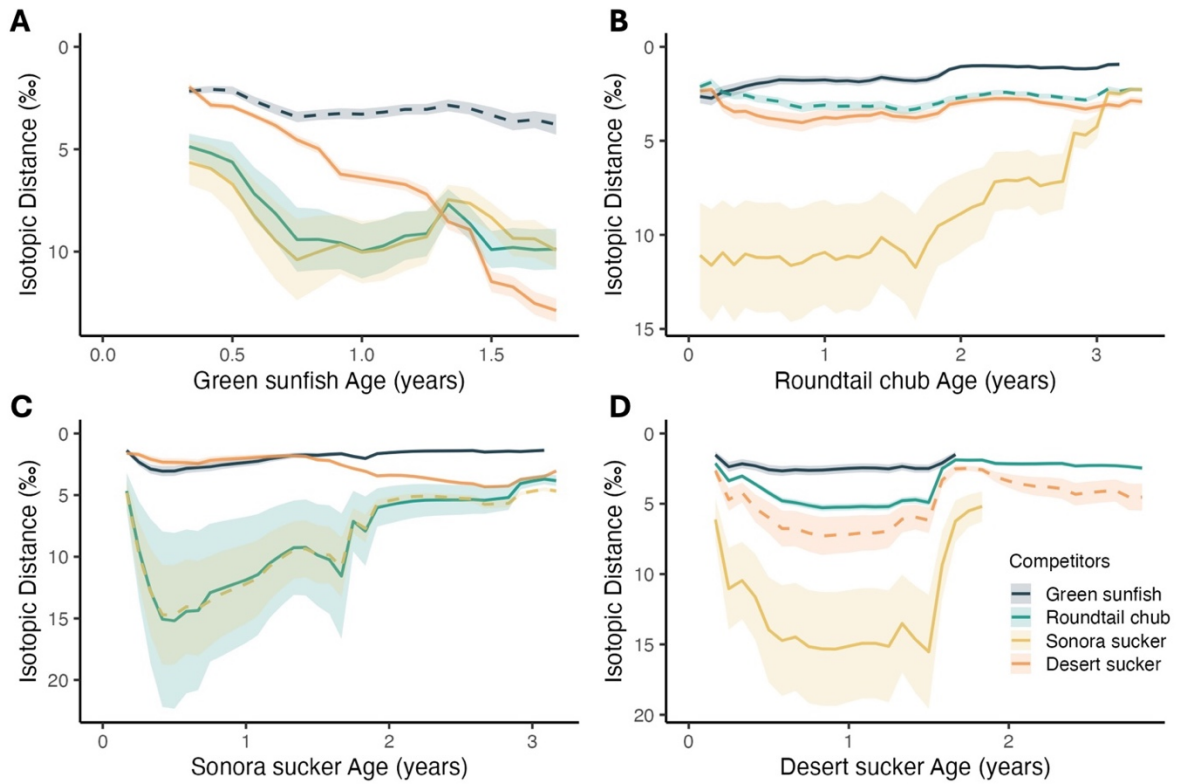 A
0
5
10
Isotopic Distance (‰)
0.0 0.5 1.0 1.5
Green sunfish Age (years)
B
0
5
10
15
Isotopic Distance (‰)
0 1 2 3
Roundtail chub Age (years)
C
0
5
10
15
20
Isotopic Distance (‰)
0 1 2 3
Sonora sucker Age (years)
D
0
5
10
15
20
Isotopic Distance (‰)
0 1 2
Desert sucker Age (years)
Competitors
Green sunfish
Roundtail chub
Sonora sucker
Desert sucker